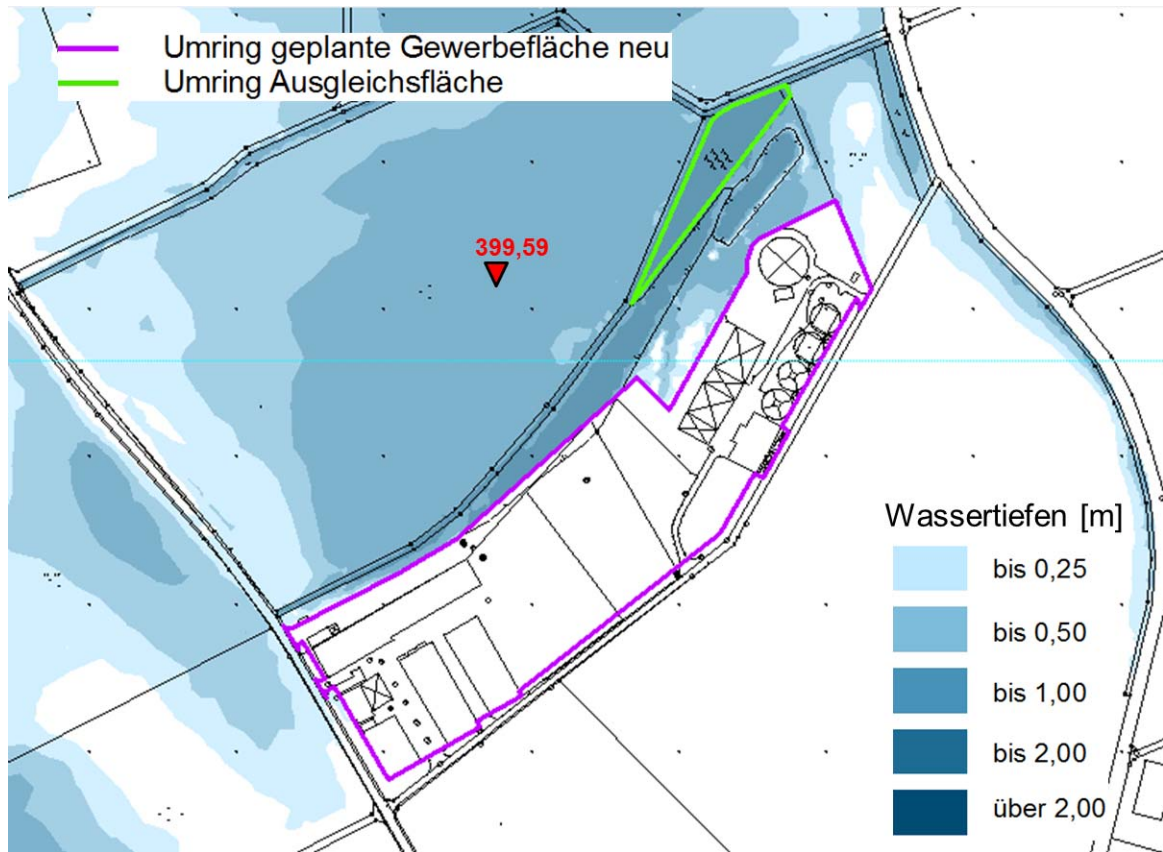 Umring geplante Gewerbefläche neu
Umring Ausgleichsfläche
399,59
Wassertiefen [m]
bis 0,25
bis 0,50
bis 1,00
bis 2,00
über 2,00